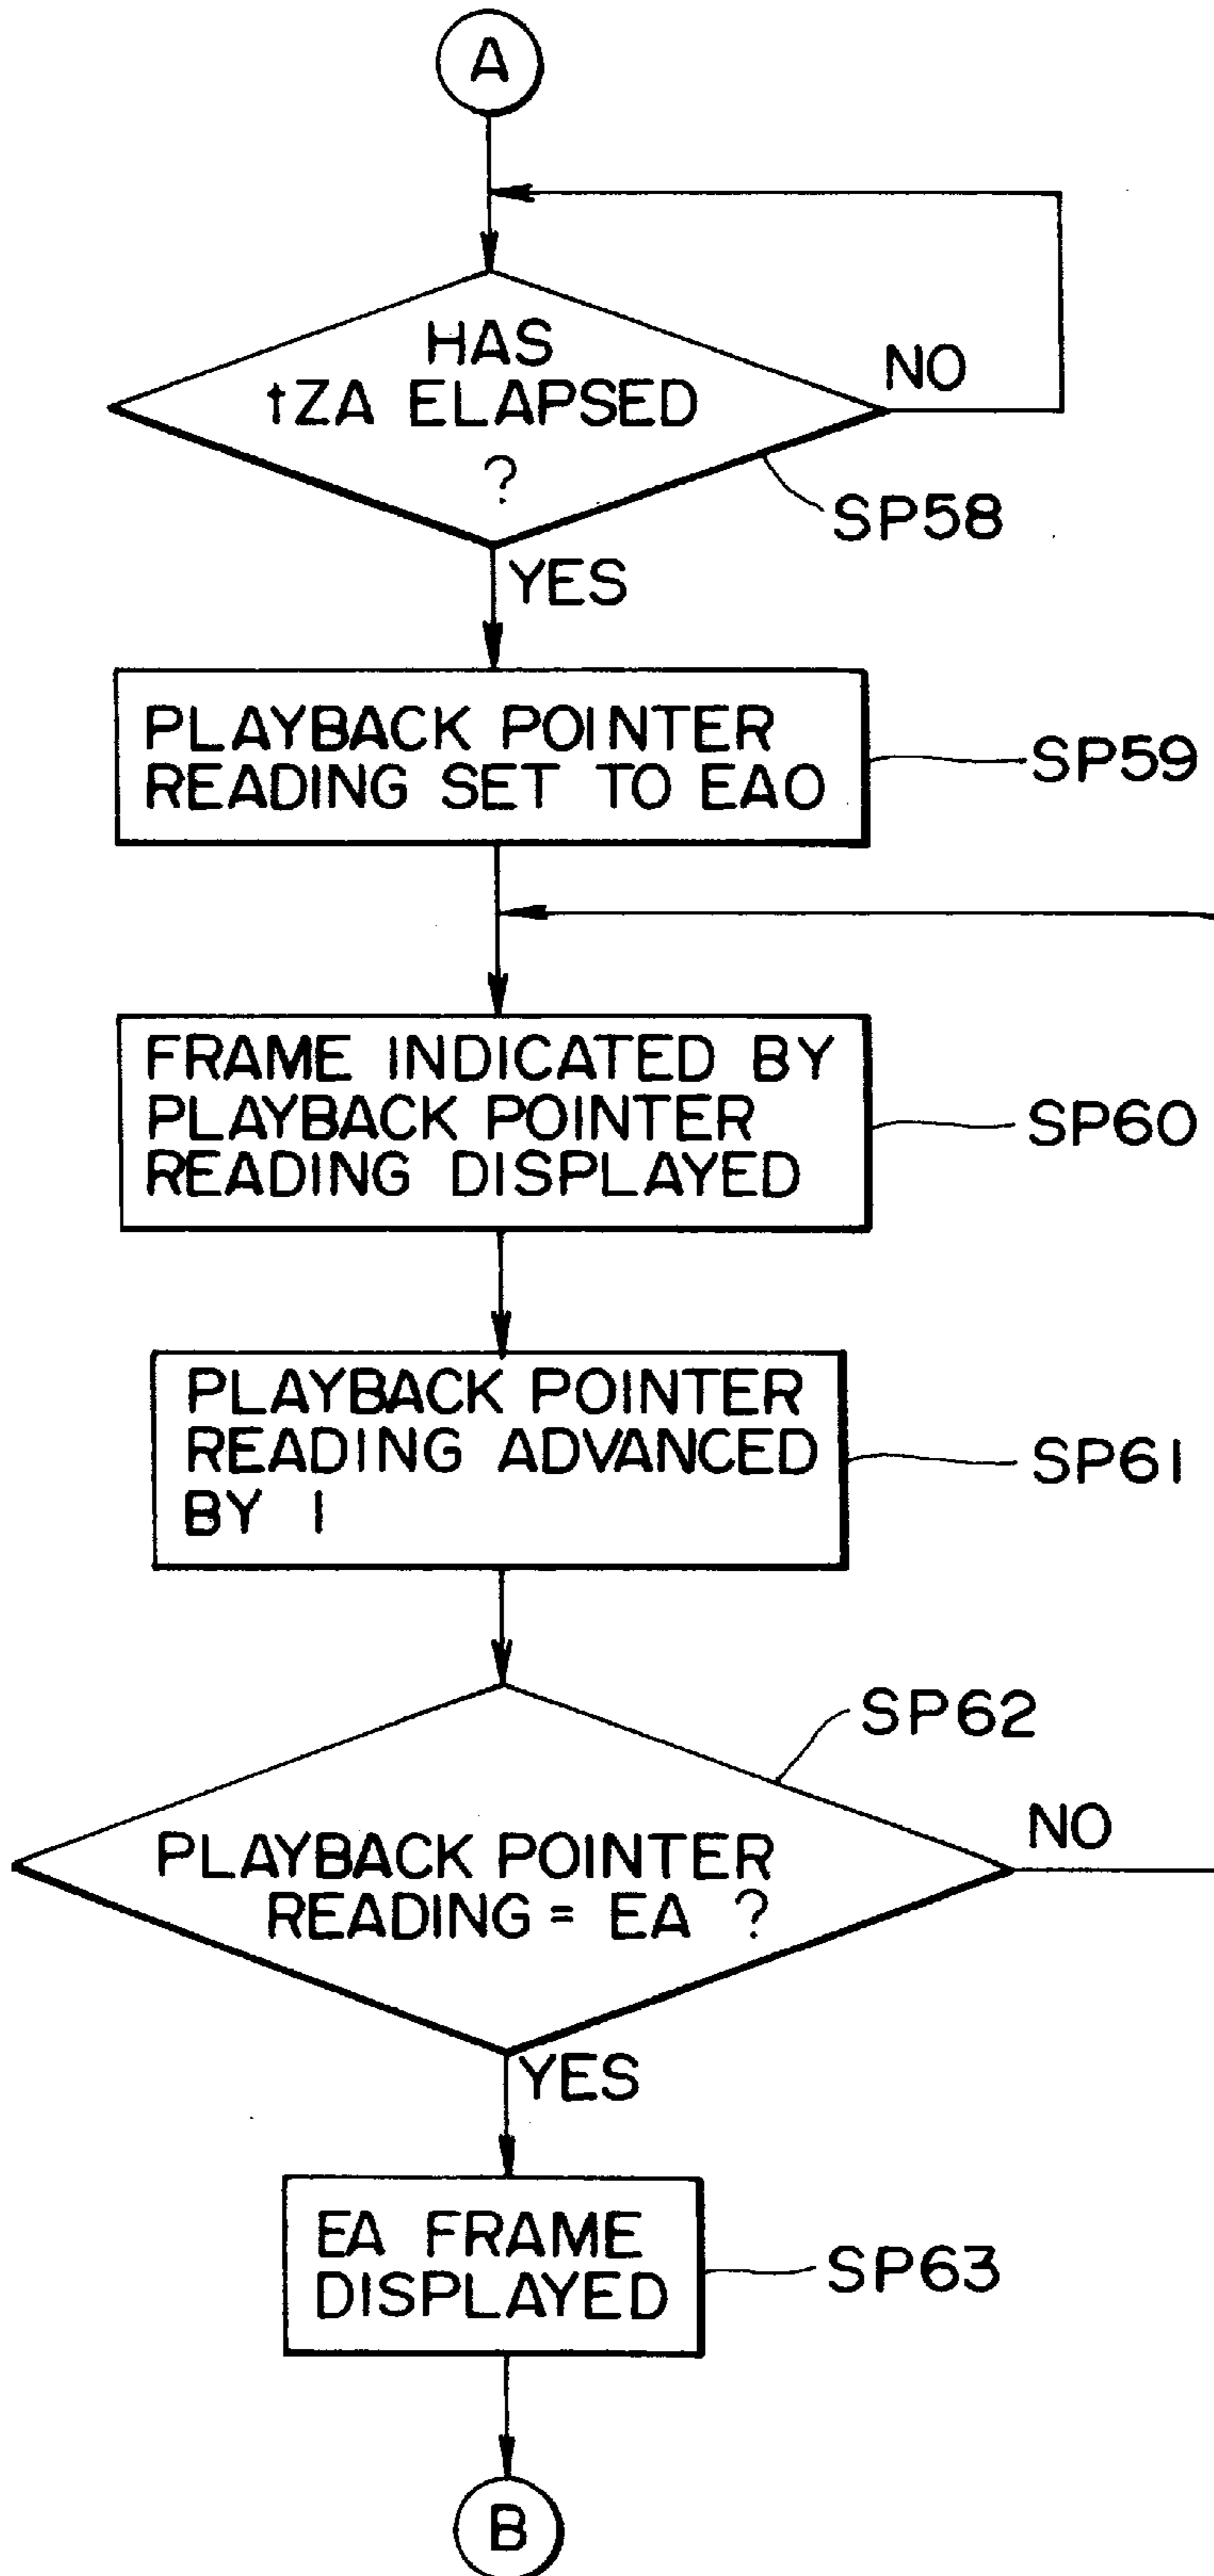 A
HAS
tZA ELAPSED
?
NO
SP58
YES
PLAYBACK POINTER
READING SET TO EAO
SP59
FRAME INDICATED BY
PLAYBACK POINTER
READING DISPLAYED
SP60
PLAYBACK POINTER
READING ADVANCED
BY 1
SP61
SP62
PLAYBACK POINTER
READING = EA ?
NO
YES
EA FRAME
DISPLAYED
SP63
B